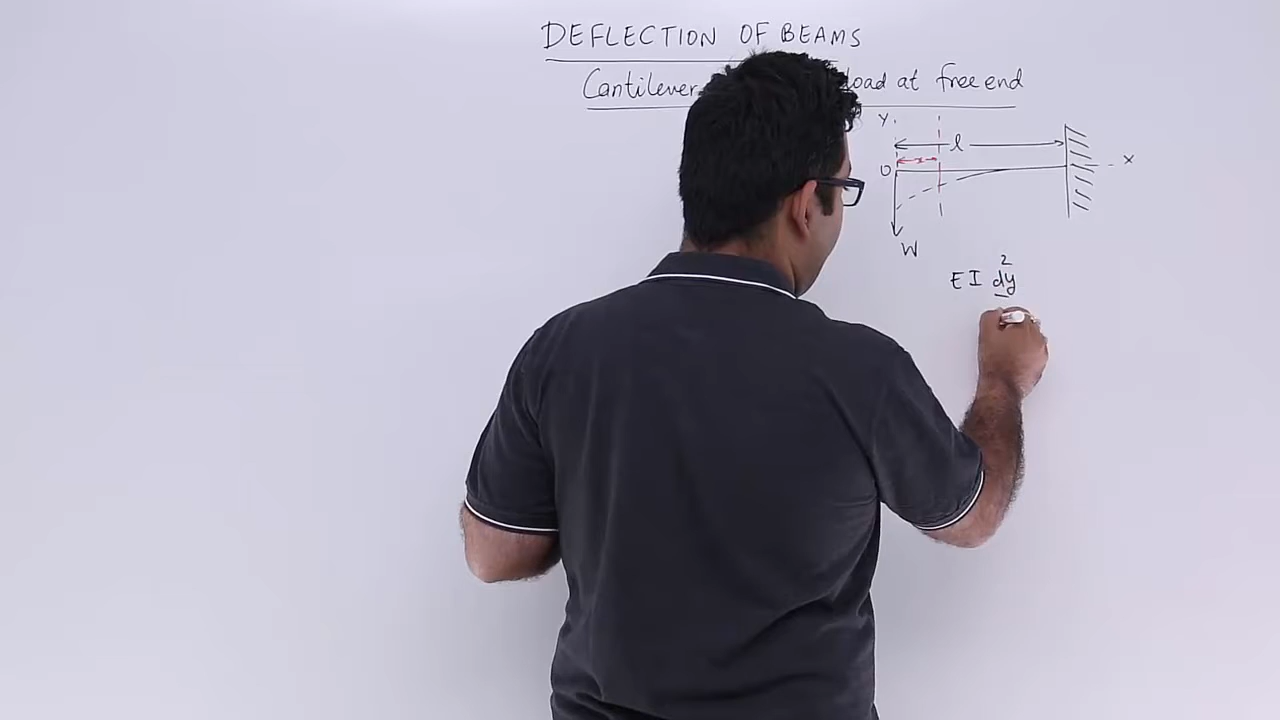 DEFLECTION OF BEAMS
Cantilever load at free end
Y
l
x
O
X
W
EI d²y